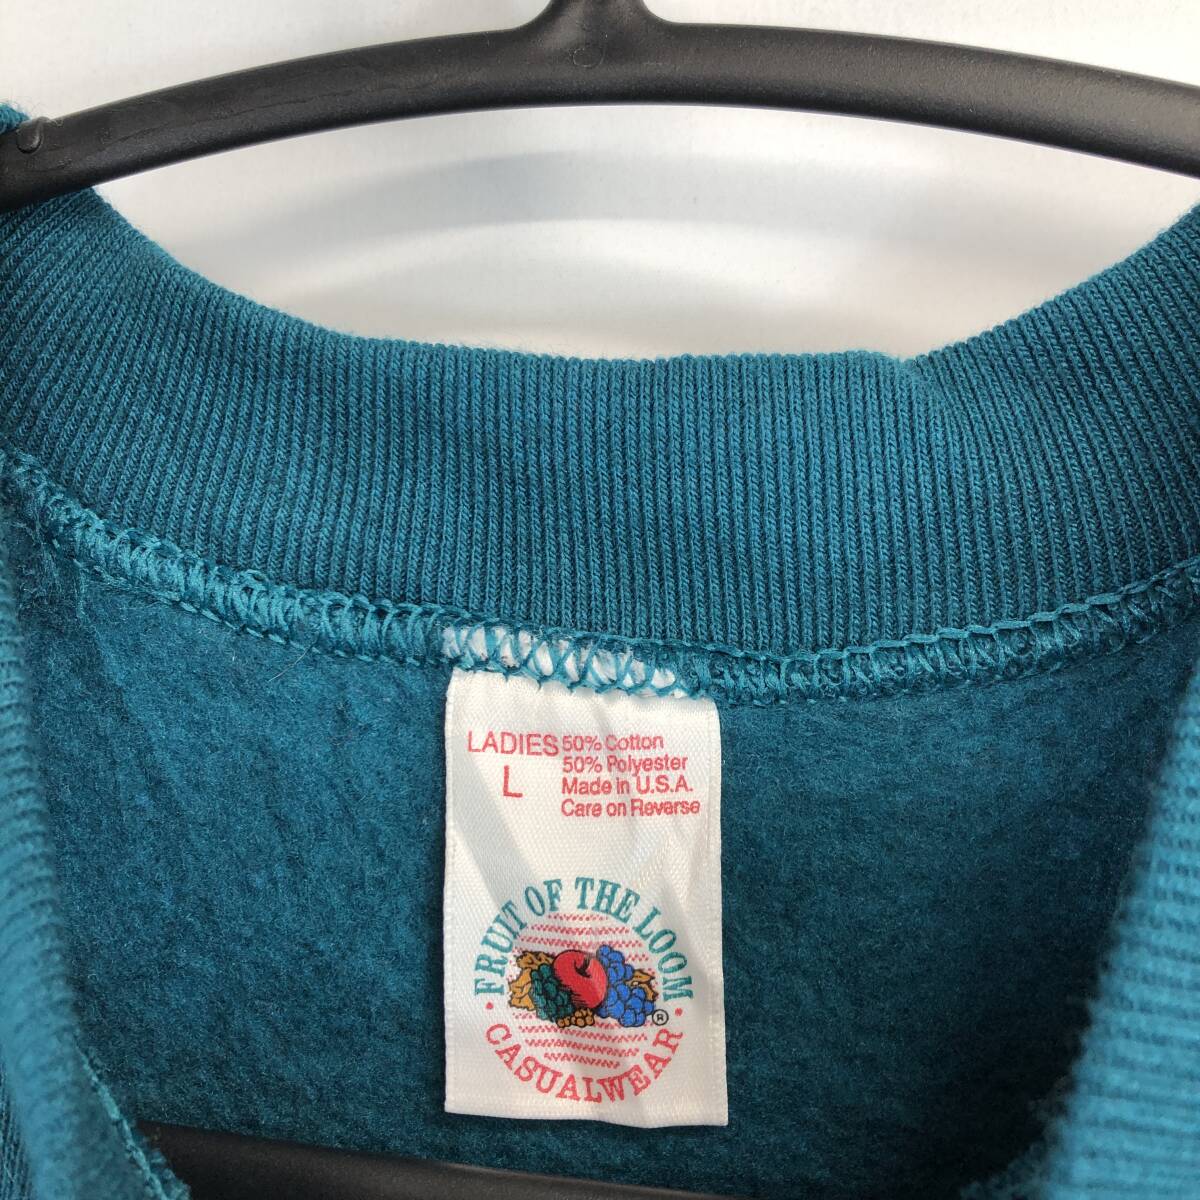 LADIES
L
50% Cotton
50% Polyester
Made in U.S.A.
Care on Reverse
FRUIT OF THE LOOM
®
CASUALWEAR